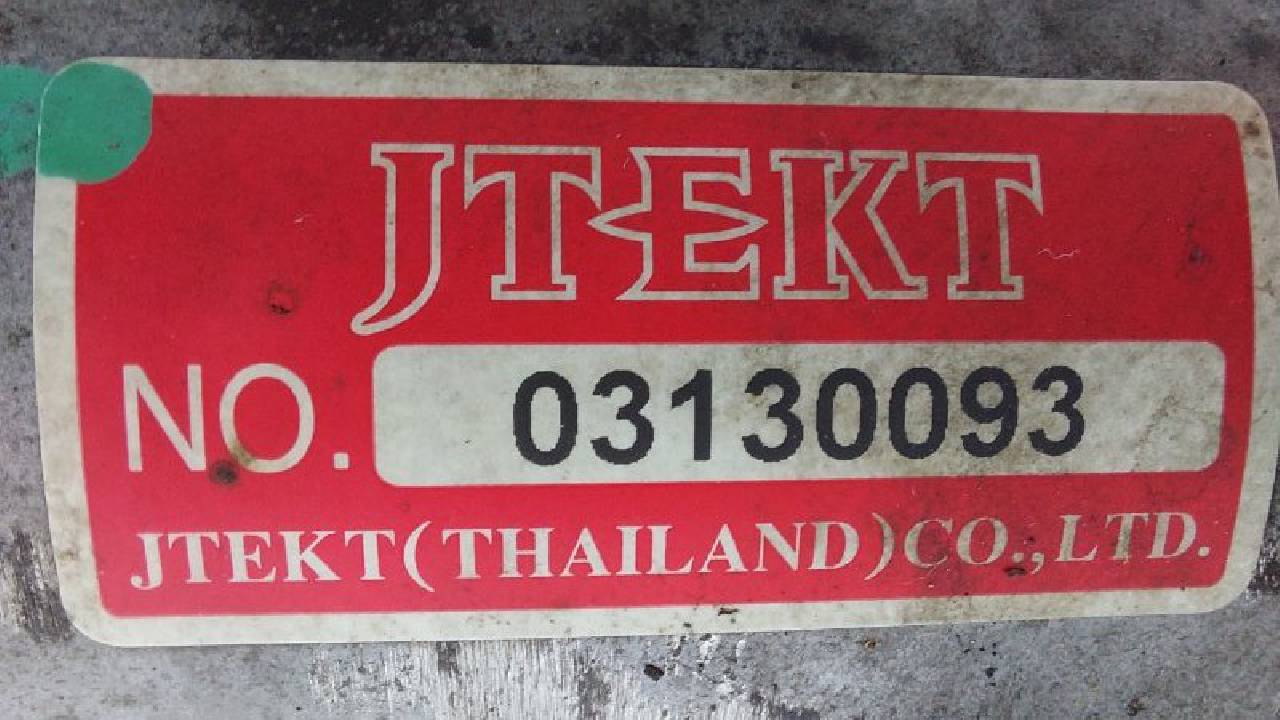 JTEKT
NO. 03130093
JTEKT(THAILAND)CO.,LTD.